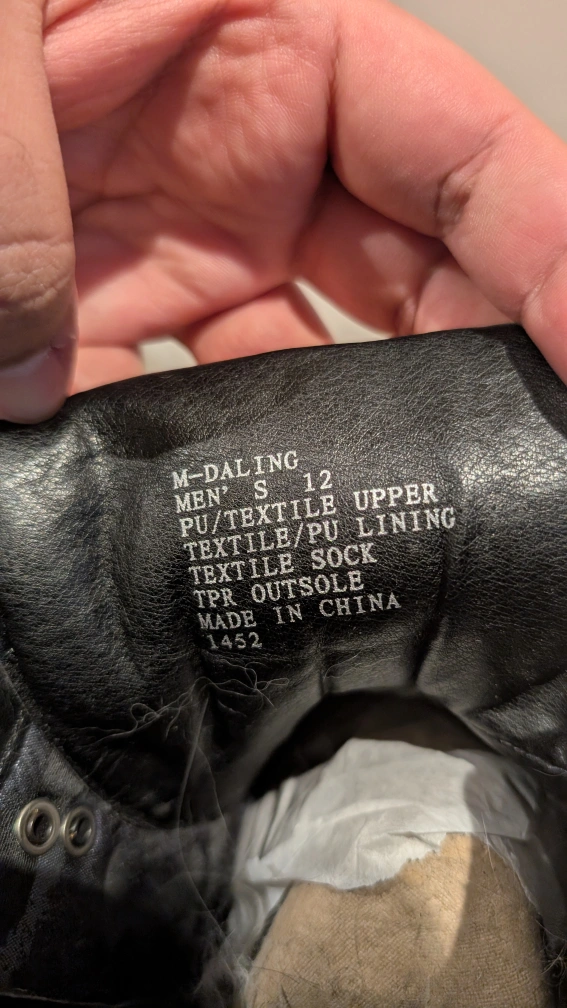 M-DALING
MEN' S 12
PU/TEXTILE UPPER
TEXTILE/PU LINING
TEXTILE SOCK
TPR OUTSOLE
MADE IN CHINA
1452